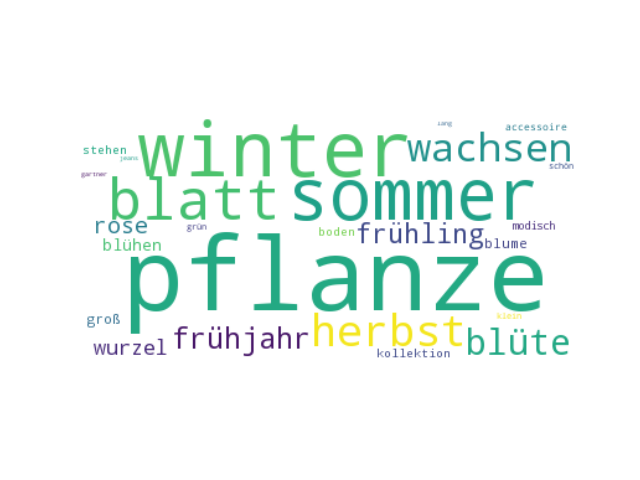 lang
accessoire
winter
wachsen
stehen
jeans
schön
gartner
blatt
sommer
rose
grün
boden
frühling
modisch
blume
blühen
pflanze
groß
herbst
klein
frühjahr
blüte
wurzel
kollektion